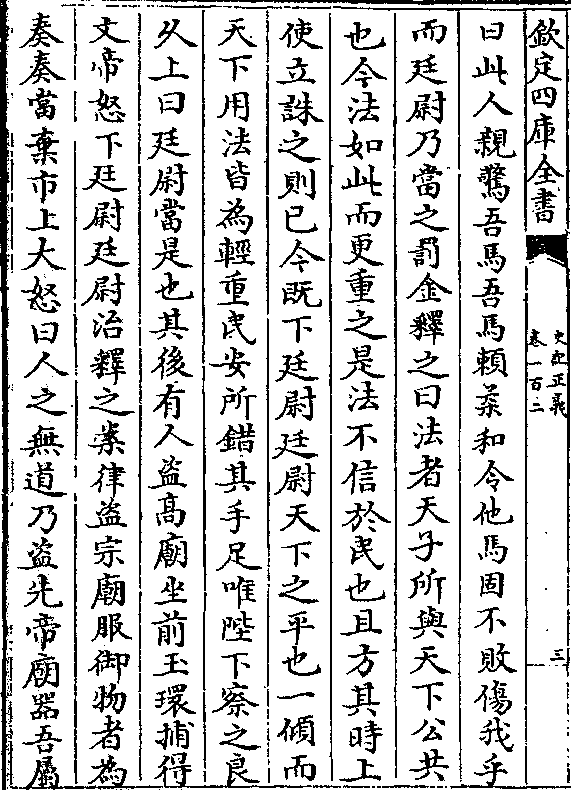 欽定四庫全書
史記正義
卷一百二
三
曰此人親驚吾馬吾馬賴柔和令他馬固不敗傷我乎
而廷尉乃當之罰金釋之曰法者天子所與天下公共
也今法如此而更重之是法不信於民也且方其時上
使立誅之則已今既下廷尉廷尉天下之平也一傾而
天下用法皆為輕重民安所錯其手足唯陛下察之良
久上曰廷尉當是也其後有人盜高廟坐前玉環捕得
文帝怒下廷尉廷尉治釋之案律盜宗廟服御物者為
奏奏當棄市上大怒曰人之無道乃盜先帝廟器吾屬